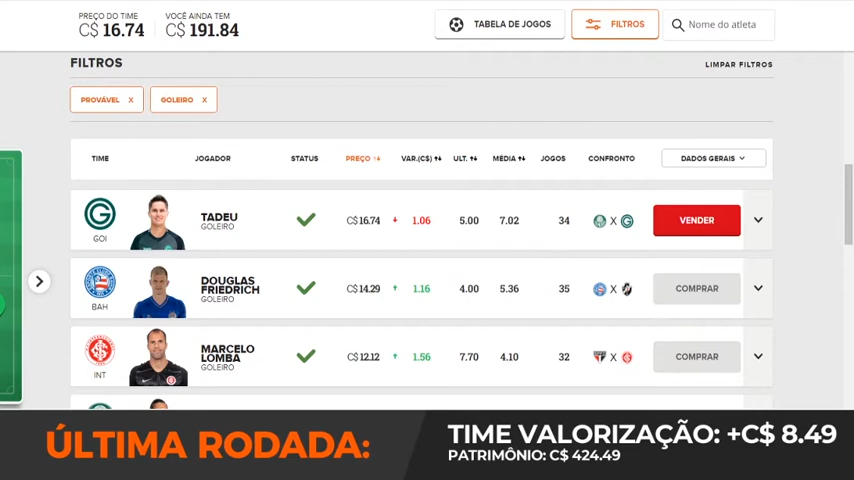 PREÇO DO TIME
C$ 16.74
VOCÊ AINDA TEM
C$ 191.84
TABELA DE JOGOS
FILTROS
Nome do atleta
FILTROS
LIMPAR FILTROS
PROVÁVEL X
GOLEIRO X
TIME JOGADOR STATUS PREÇO VAR.(C$) ULT. MÉDIA JOGOS CONFRONTO DADOS GERAIS
GOI
TADEU
GOLEIRO
C$ 16.74 1.06 5.00 7.02 34 X VENDER
BAH
DOUGLAS
FRIEDRICH
GOLEIRO
C$ 14.29 1.16 4.00 5.36 35 X COMPRAR
INT
MARCELO
LOMBA
GOLEIRO
C$ 12.12 1.56 7.70 4.10 32 X COMPRAR
ÚLTIMA RODADA:
TIME VALORIZAÇÃO: +C$ 8.49
PATRIMÔNIO: C$ 424.49